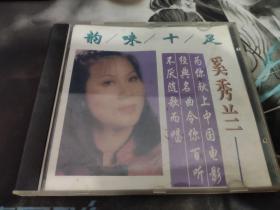 韵味/十/足
奚秀兰
为你献上中国电影
经典名曲令你百听
不厌随歌而唱